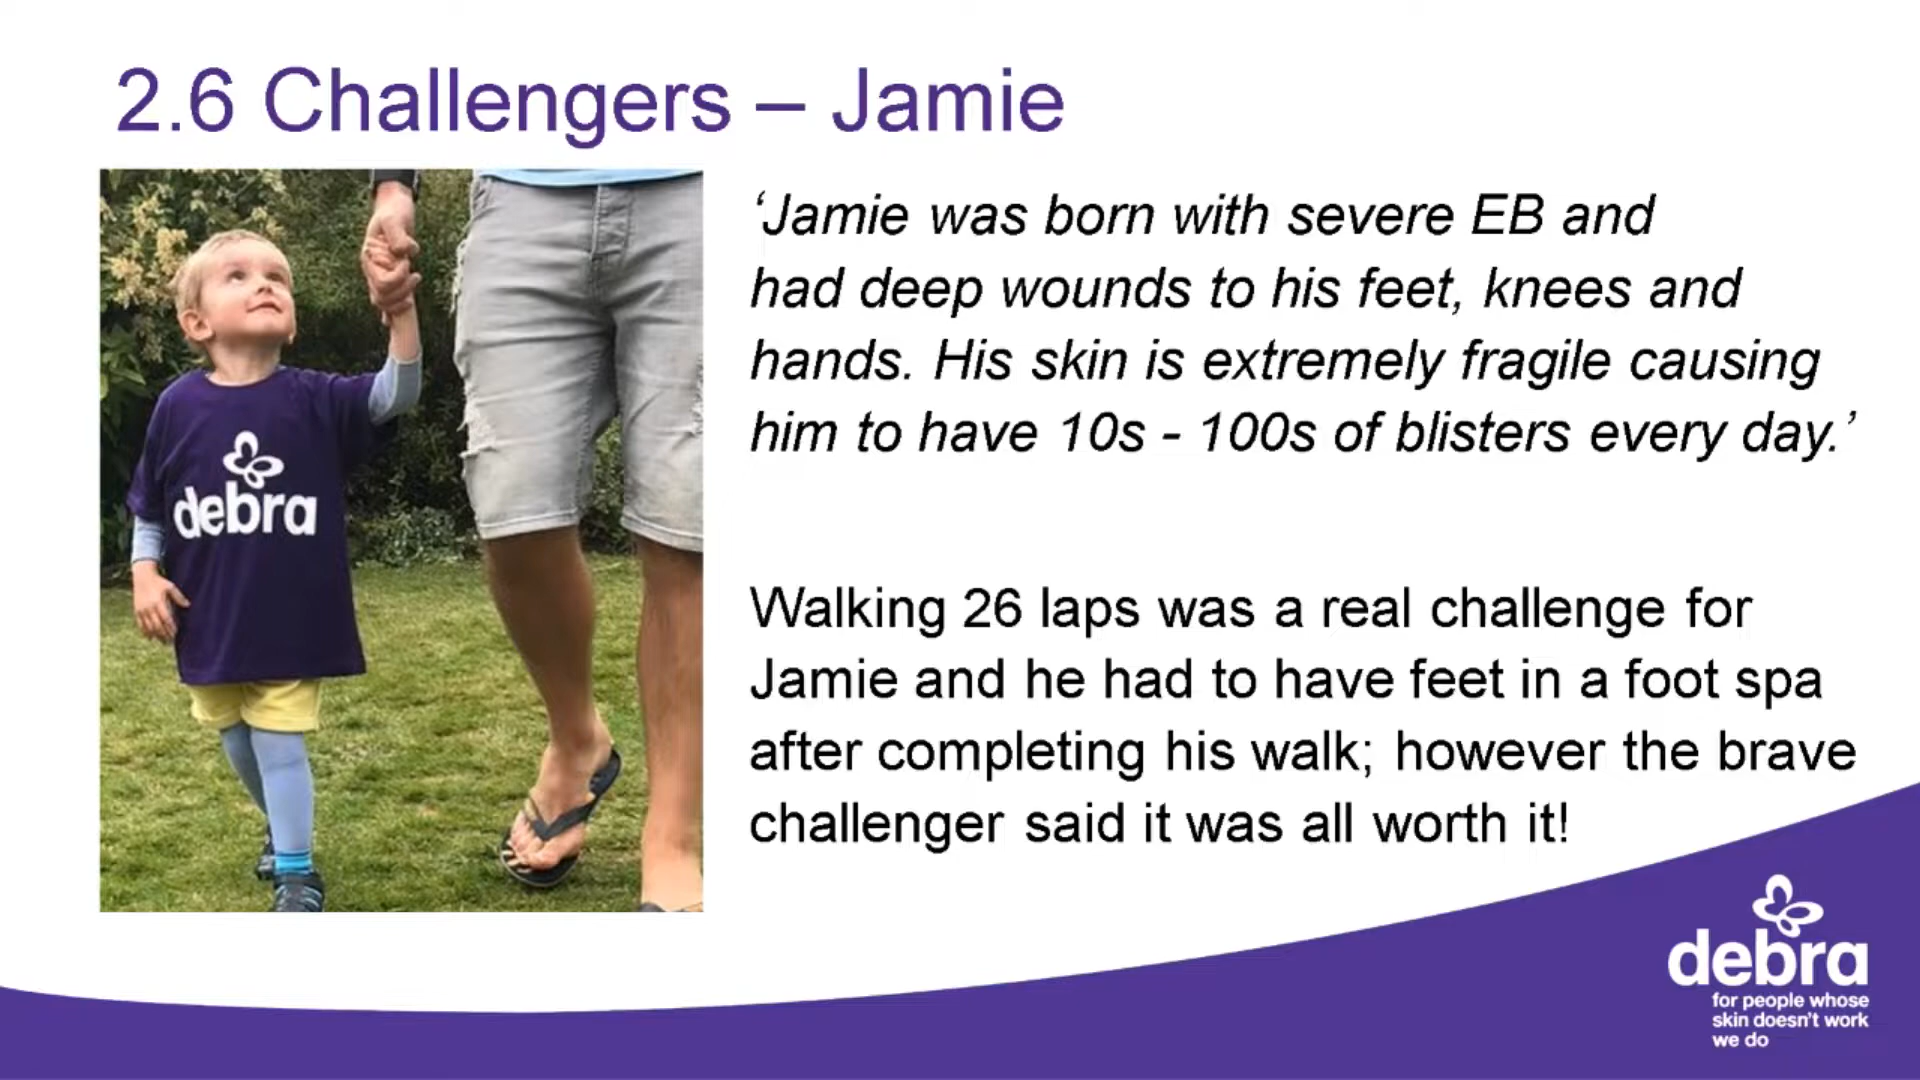 2.6 Challengers – Jamie
‘Jamie was born with severe EB and
had deep wounds to his feet, knees and
hands. His skin is extremely fragile causing
him to have 10s - 100s of blisters every day.’
Walking 26 laps was a real challenge for
Jamie and he had to have feet in a foot spa
after completing his walk; however the brave
challenger said it was all worth it!
debra
debra
for people whose
skin doesn't work
we do